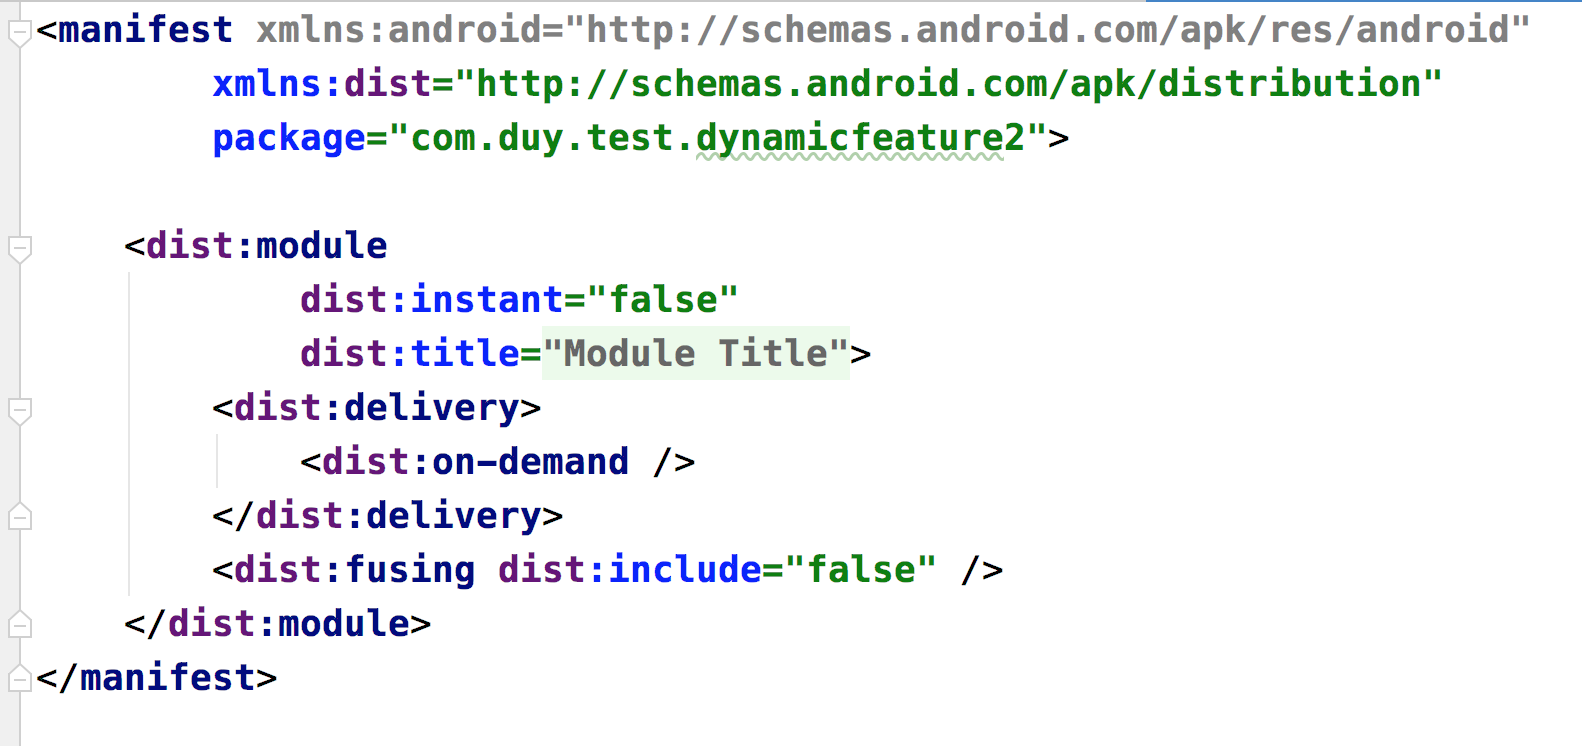 <manifest xmlns:android="http://schemas.android.com/apk/res/android"
xmlns:dist="http://schemas.android.com/apk/distribution"
package="com.duy.test.dynamicfeature2">
<dist:module
dist:instant="false"
dist:title="Module Title">
<dist:delivery>
<dist:on-demand />
</dist:delivery>
<dist:fusing dist:include="false" />
</dist:module>
</manifest>